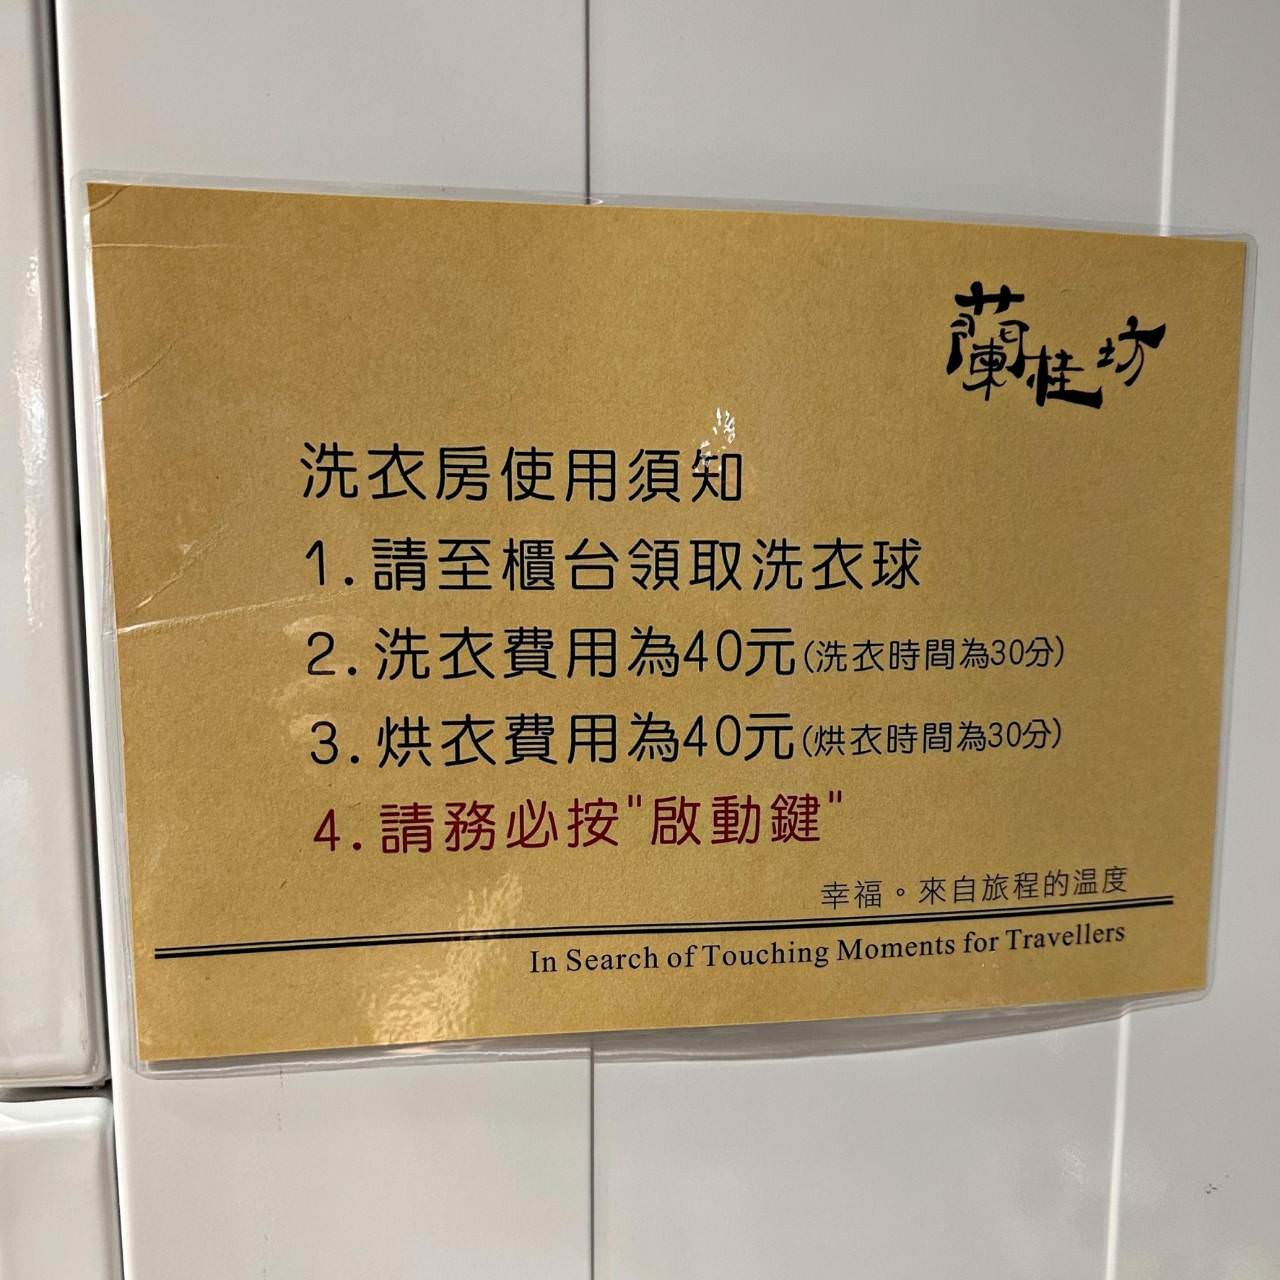 蘭桂坊
洗衣房使用須知
1.請至櫃台領取洗衣球
2.洗衣費用為40元(洗衣時間為30分)
3.烘衣費用為40元(烘衣時間為30分)
4.請務必按"啟動鍵"
幸福。來自旅程的温度
In Search of Touching Moments for Travellers